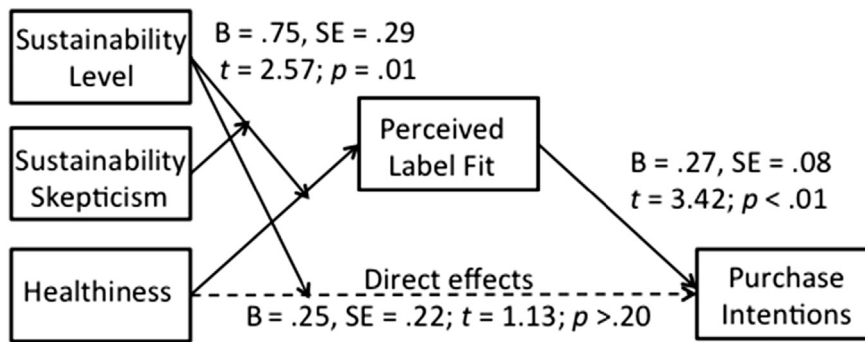 Sustainability
Level
B = .75, SE = .29
t = 2.57; p = .01
Sustainability
Skepticism
Perceived
Label Fit
B = .27, SE = .08
t = 3.42; p < .01
Healthiness
Direct effects
B = .25, SE = .22; t = 1.13; p >.20
Purchase
Intentions